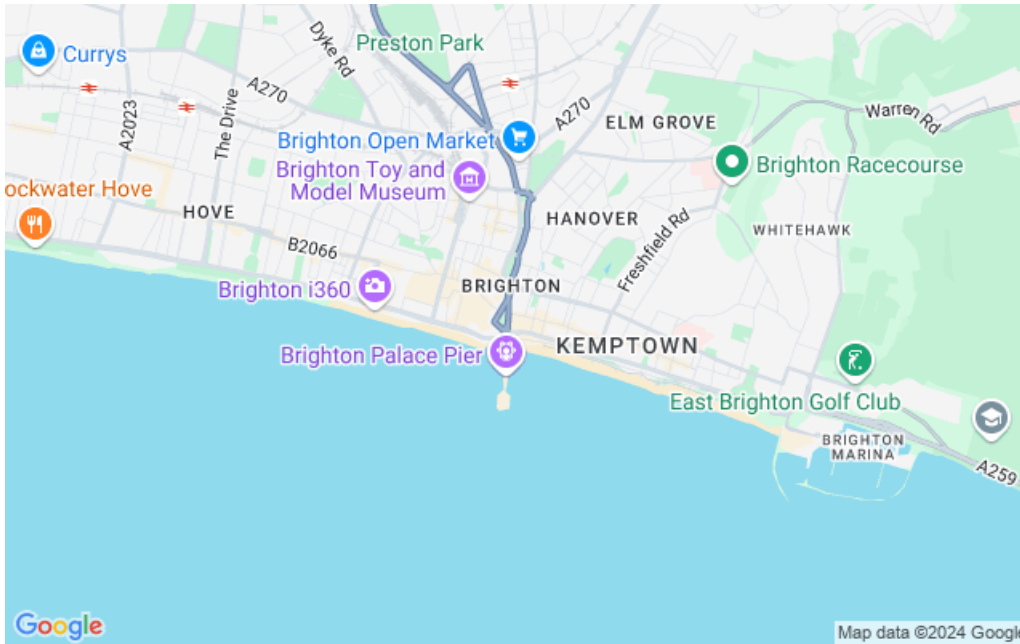 Preston Park
Dyke Rd
Currys
A270
A2023
The Drive
Brighton Open Market
A270
ELM GROVE
Warren Rd
Brighton Toy and
Model Museum
Brighton Racecourse
ockwater Hove
HOVE
HANOVER
Freshfield Rd
WHITEHAWK
B2066
Brighton i360
BRIGHTON
Brighton Palace Pier
KEMPTOWN
East Brighton Golf Club
BRIGHTON
MARINA
A259
Google
Map data ©2024 Google